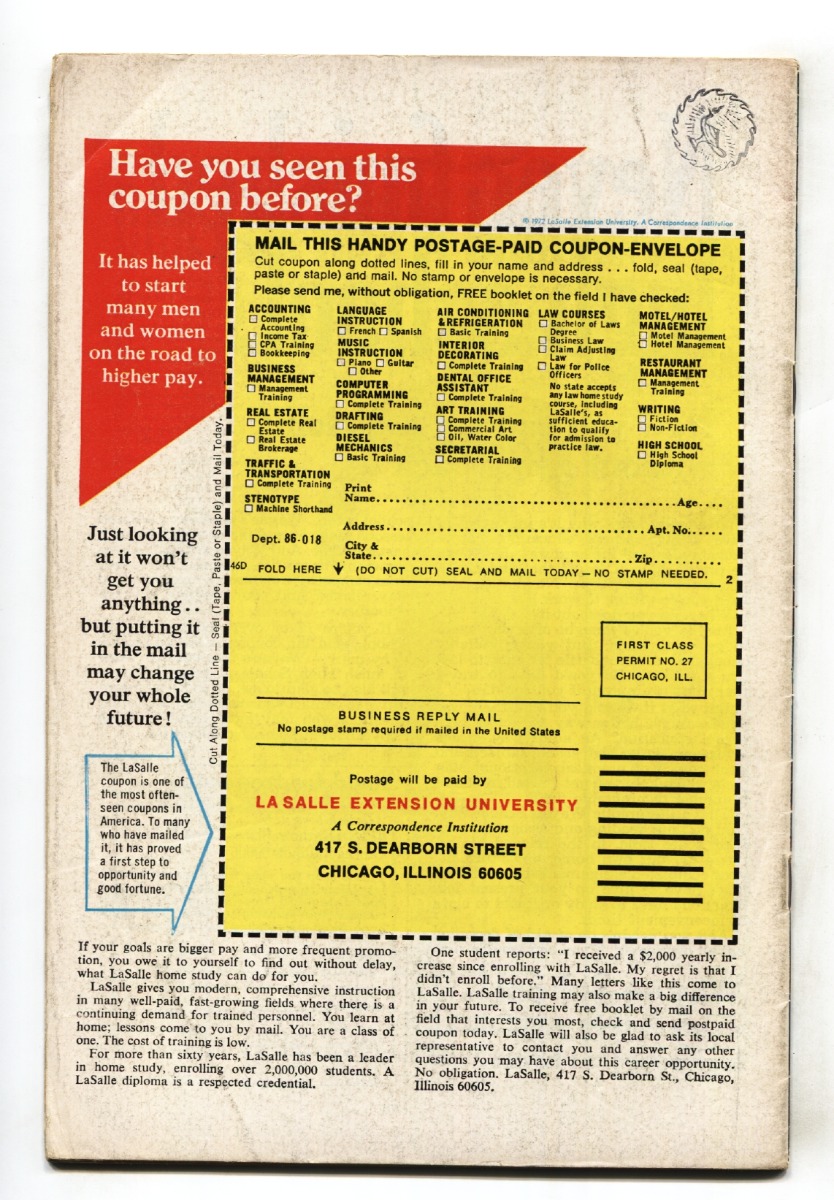 Have you seen this
coupon before?
© 1972 LaSalle Extension University, A Correspondence Institution
It has helped
to start
many men
and women
on the road to
higher pay.
MAIL THIS HANDY POSTAGE-PAID COUPON-ENVELOPE
Cut coupon along dotted lines, fill in your name and address . . . fold, seal (tape,
paste or staple) and mail. No stamp or envelope is necessary.
Please send me, without obligation, FREE booklet on the field I have checked:
ACCOUNTING
☐ Complete
Accounting
☐ Income Tax
☐ CPA Training
☐ Bookkeeping
BUSINESS
MANAGEMENT
☐ Management
Training
REAL ESTATE
☐ Complete Real
Estate
☐ Real Estate
Brokerage
TRAFFIC &
TRANSPORTATION
☐ Complete Training
STENOTYPE
☐ Machine Shorthand
LANGUAGE
INSTRUCTION
☐ French ☐ Spanish
MUSIC
INSTRUCTION
☐ Piano ☐ Guitar
☐ Other
COMPUTER
PROGRAMMING
☐ Complete Training
DRAFTING
☐ Complete Training
DIESEL
MECHANICS
☐ Basic Training
AIR CONDITIONING
& REFRIGERATION
☐ Basic Training
INTERIOR
DECORATING
☐ Complete Training
DENTAL OFFICE
ASSISTANT
☐ Complete Training
ART TRAINING
☐ Complete Training
☐ Commercial Art
☐ Oil, Water Color
SECRETARIAL
☐ Complete Training
LAW COURSES
☐ Bachelor of Laws
Degree
☐ Business Law
☐ Claim Adjusting
Law
☐ Law for Police
Officers
No state accepts
any law home study
course, including
LaSalle's, as
sufficient educa-
tion to qualify
for admission to
practice law.
MOTEL/HOTEL
MANAGEMENT
☐ Motel Management
☐ Hotel Management
RESTAURANT
MANAGEMENT
☐ Management
Training
WRITING
☐ Fiction
☐ Non-Fiction
HIGH SCHOOL
☐ High School
Diploma
Print
Name.......................................................Age....
Address....................................................Apt. No......
Dept. 86-018
City &
State..................................................Zip..........
46D FOLD HERE ↓ (DO NOT CUT) SEAL AND MAIL TODAY — NO STAMP NEEDED. 2
Cut Along Dotted Line — Seal (Tape, Paste or Staple) and Mail Today.
Just looking
at it won't
get you
anything . .
but putting it
in the mail
may change
your whole
future!
FIRST CLASS
PERMIT NO. 27
CHICAGO, ILL.
BUSINESS REPLY MAIL
No postage stamp required if mailed in the United States
The LaSalle
coupon is one of
the most often-
seen coupons in
America. To many
who have mailed
it, it has proved
a first step to
opportunity and
good fortune.
Postage will be paid by
LA SALLE EXTENSION UNIVERSITY
A Correspondence Institution
417 S. DEARBORN STREET
CHICAGO, ILLINOIS 60605
If your goals are bigger pay and more frequent promo-
tion, you owe it to yourself to find out without delay,
what LaSalle home study can do for you.
LaSalle gives you modern, comprehensive instruction
in many well-paid, fast-growing fields where there is a
continuing demand for trained personnel. You learn at
home; lessons come to you by mail. You are a class of
one. The cost of training is low.
For more than sixty years, LaSalle has been a leader
in home study, enrolling over 2,000,000 students. A
LaSalle diploma is a respected credential.
One student reports: "I received a $2,000 yearly in-
crease since enrolling with LaSalle. My regret is that I
didn't enroll before." Many letters like this come to
LaSalle. LaSalle training may also make a big difference
in your future. To receive free booklet by mail on the
field that interests you most, check and send postpaid
coupon today. LaSalle will also be glad to ask its local
representative to contact you and answer any other
questions you may have about this career opportunity.
No obligation. LaSalle, 417 S. Dearborn St., Chicago,
Illinois 60605.